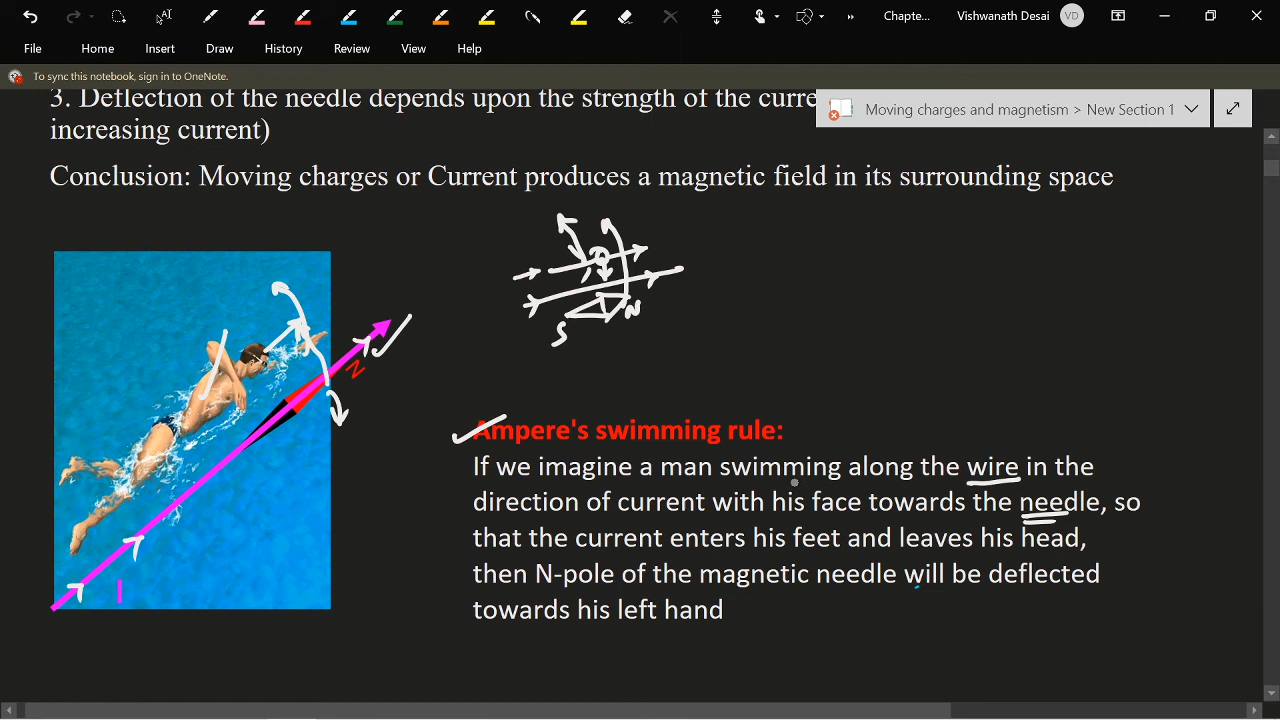 Chapte...
Vishwanath Desai
VD
File
Home
Insert
Draw
History
Review
View
Help
To sync this notebook, sign in to OneNote.
3. Deflection of the needle depends upon the strength of the curre
Moving charges and magnetism > New Section 1
increasing current)
Conclusion: Moving charges or Current produces a magnetic field in its surrounding space
N
S
N
I
Ampere's swimming rule:
If we imagine a man swimming along the wire in the
direction of current with his face towards the needle, so
that the current enters his feet and leaves his head,
then N-pole of the magnetic needle will be deflected
towards his left hand